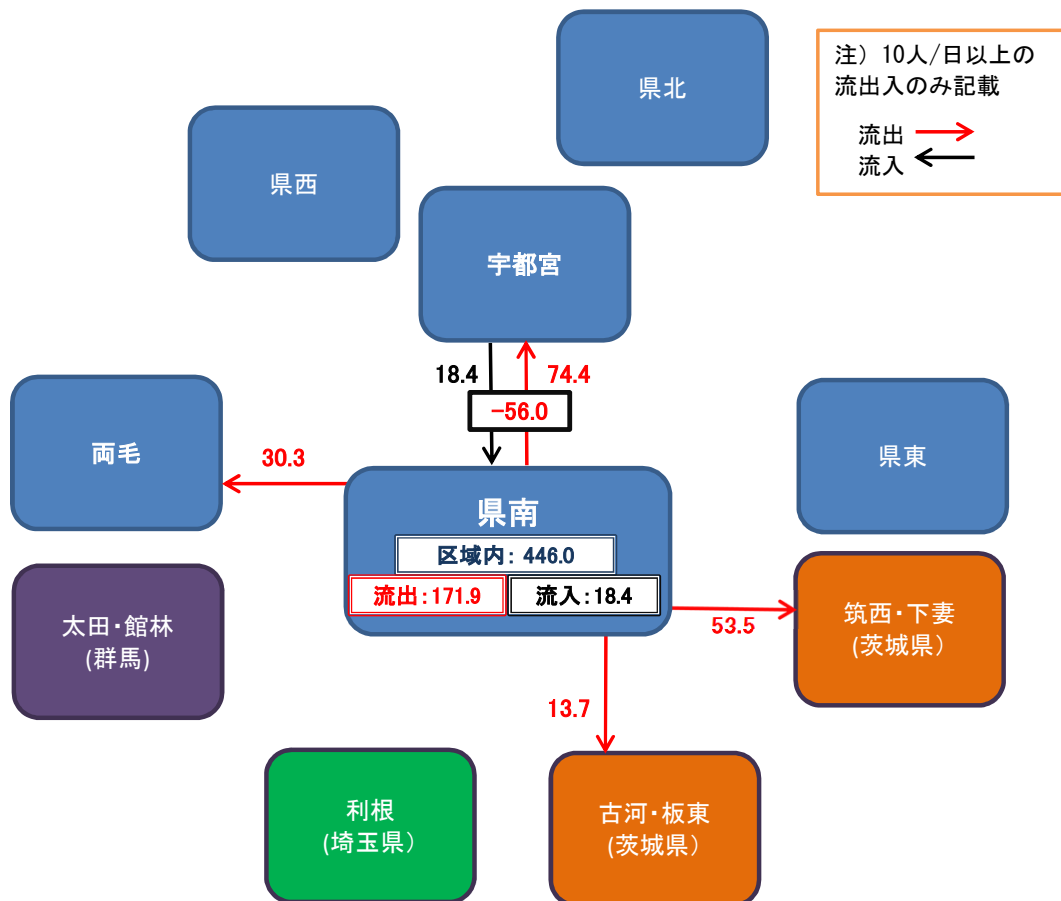 県北
注）10人/日以上の
流出入のみ記載
流出
流入
県西
宇都宮
18.4
74.4
-56.0
両毛
30.3
県東
県南
区域内：446.0
流出：171.9
流入：18.4
太田・館林
(群馬)
筑西・下妻
(茨城県）
53.5
13.7
利根
(埼玉県）
古河・板東
(茨城県）